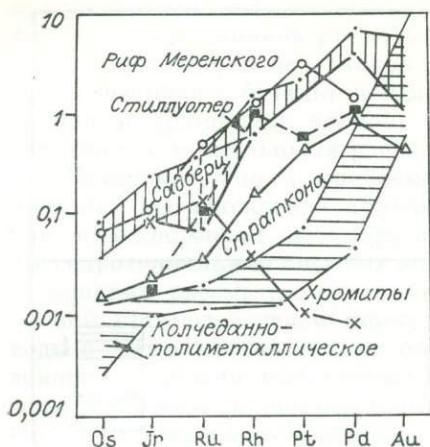 10
Риф Меренского
1
Стиллуотер
Садбери
0,1
Страткона
0,01
Хромиты
Колчеданно-
полиметаллическое
0,001
Os Jr Ru Rh Pt Pd Au